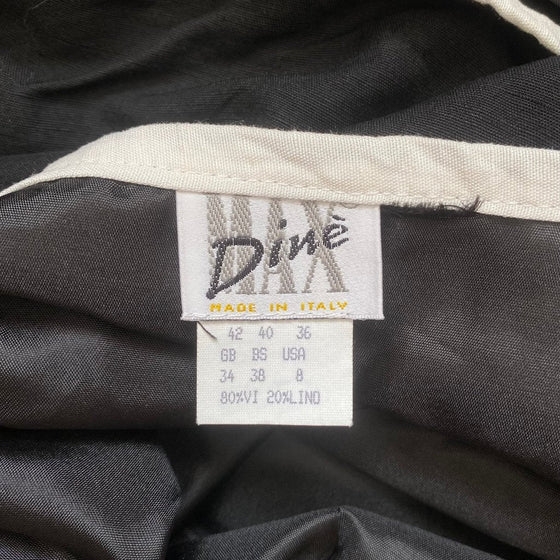 MAX
Dinè
MADE IN ITALY
42 40 36
GB BS USA
34 38 8
80%VI 20%LINO